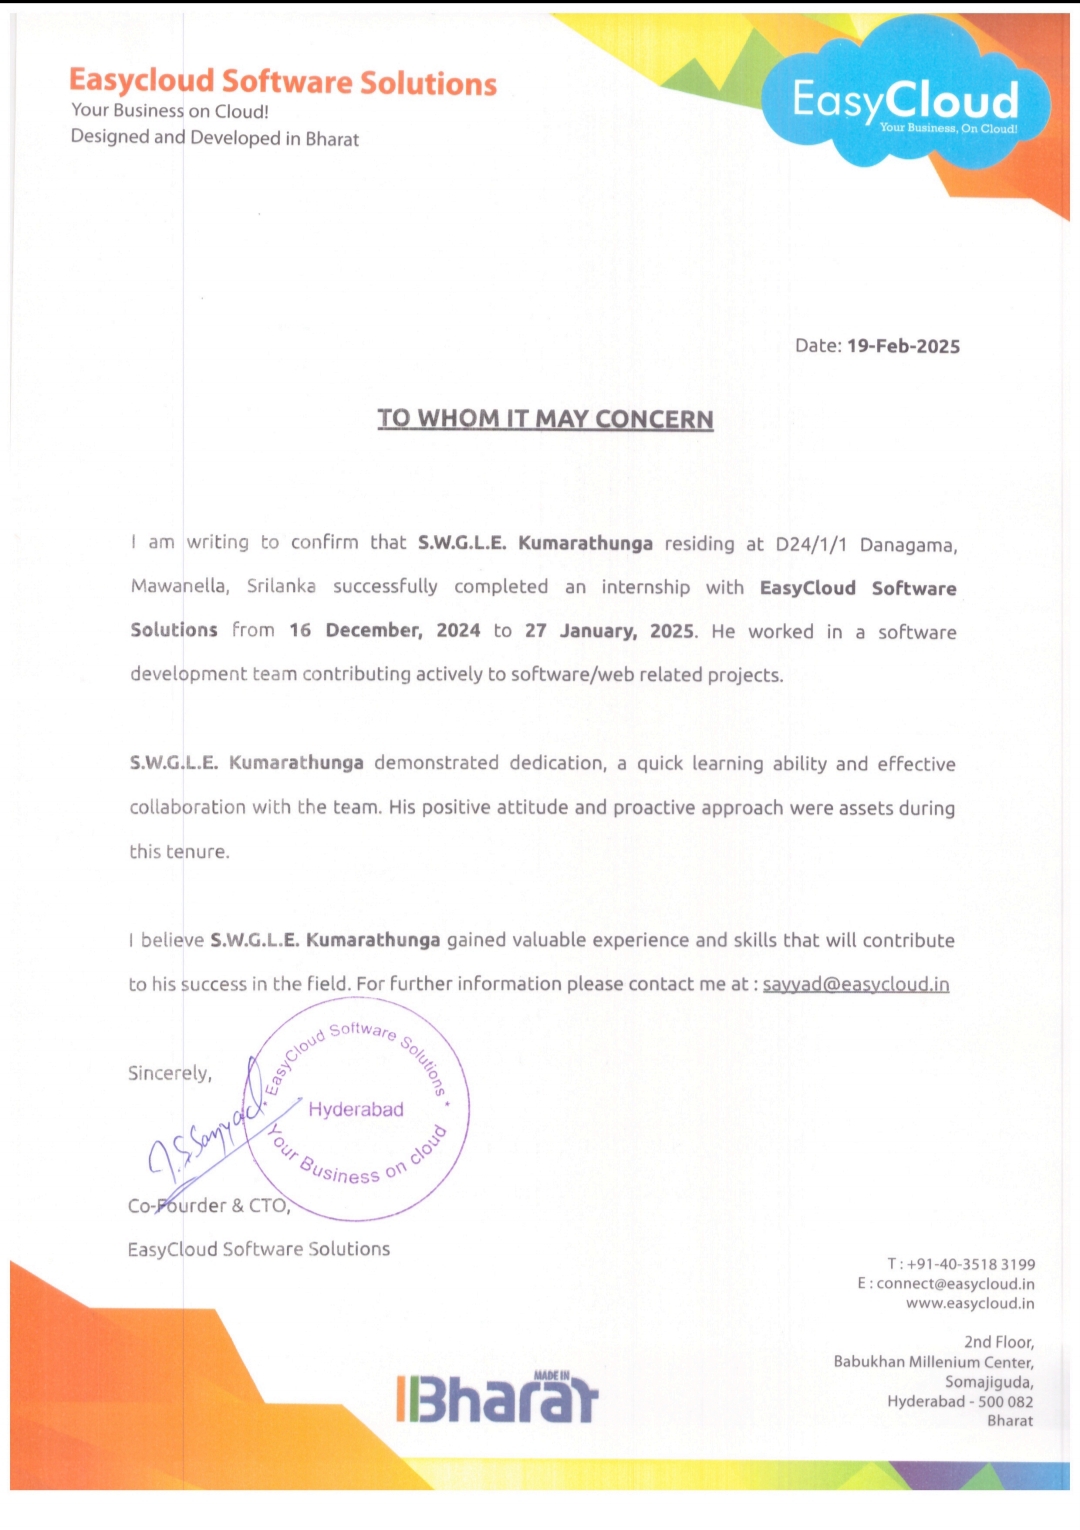 Easycloud Software Solutions
Your Business on Cloud!
Designed and Developed in Bharat
EasyCloud
Your Business, On Cloud!
Date: 19-Feb-2025
TO WHOM IT MAY CONCERN
I am writing to confirm that S.W.G.L.E. Kumarathunga residing at D24/1/1 Danagama,
Mawanella, Srilanka successfully completed an internship with EasyCloud Software
Solutions from 16 December, 2024 to 27 January, 2025. He worked in a software
development team contributing actively to software/web related projects.
S.W.G.L.E. Kumarathunga demonstrated dedication, a quick learning ability and effective
collaboration with the team. His positive attitude and proactive approach were assets during
this tenure.
I believe S.W.G.L.E. Kumarathunga gained valuable experience and skills that will contribute
to his success in the field. For further information please contact me at : sayyad@easycloud.in
Sincerely,
J.S.Sayyad
* EasyCloud Software Solutions *
Hyderabad
Your Business on cloud
Co-Fourder & CTO,
EasyCloud Software Solutions
T : +91-40-3518 3199
E : connect@easycloud.in
www.easycloud.in
2nd Floor,
Babukhan Millenium Center,
Somajiguda,
Hyderabad - 500 082
Bharat
MADE IN
Bharat